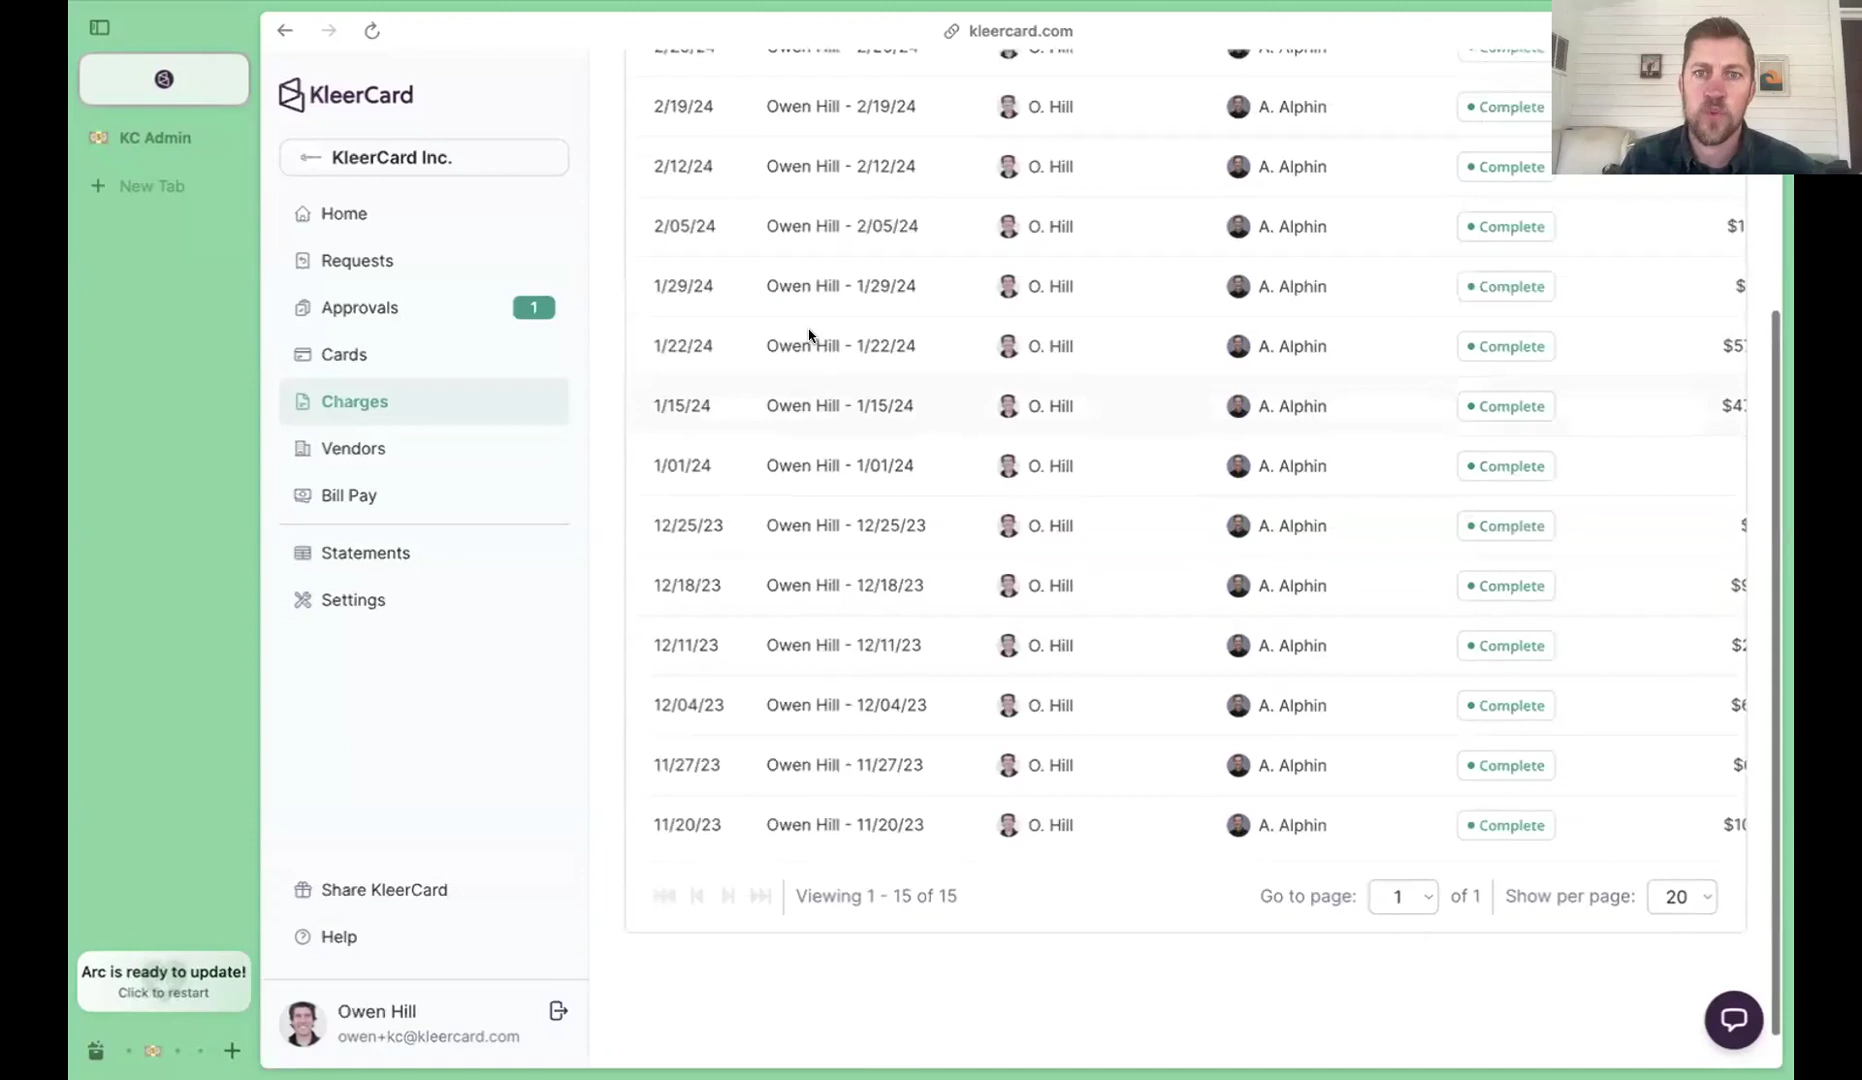 kleercard.com
KleerCard
KC Admin
New Tab
KleerCard Inc.
Home
Requests
Approvals 1
Cards
Charges
Vendors
Bill Pay
Statements
Settings
Share KleerCard
Help
Arc is ready to update!
Click to restart
Owen Hill
owen+kc@kleercard.com
2/19/24 Owen Hill - 2/19/24 O. Hill A. Alphin Complete
2/12/24 Owen Hill - 2/12/24 O. Hill A. Alphin Complete
2/05/24 Owen Hill - 2/05/24 O. Hill A. Alphin Complete $1
1/29/24 Owen Hill - 1/29/24 O. Hill A. Alphin Complete $
1/22/24 Owen Hill - 1/22/24 O. Hill A. Alphin Complete $5
1/15/24 Owen Hill - 1/15/24 O. Hill A. Alphin Complete $4
1/01/24 Owen Hill - 1/01/24 O. Hill A. Alphin Complete
12/25/23 Owen Hill - 12/25/23 O. Hill A. Alphin Complete $
12/18/23 Owen Hill - 12/18/23 O. Hill A. Alphin Complete $
12/11/23 Owen Hill - 12/11/23 O. Hill A. Alphin Complete $
12/04/23 Owen Hill - 12/04/23 O. Hill A. Alphin Complete $
11/27/23 Owen Hill - 11/27/23 O. Hill A. Alphin Complete $
11/20/23 Owen Hill - 11/20/23 O. Hill A. Alphin Complete $1
Viewing 1 - 15 of 15 Go to page: 1 of 1 Show per page: 20